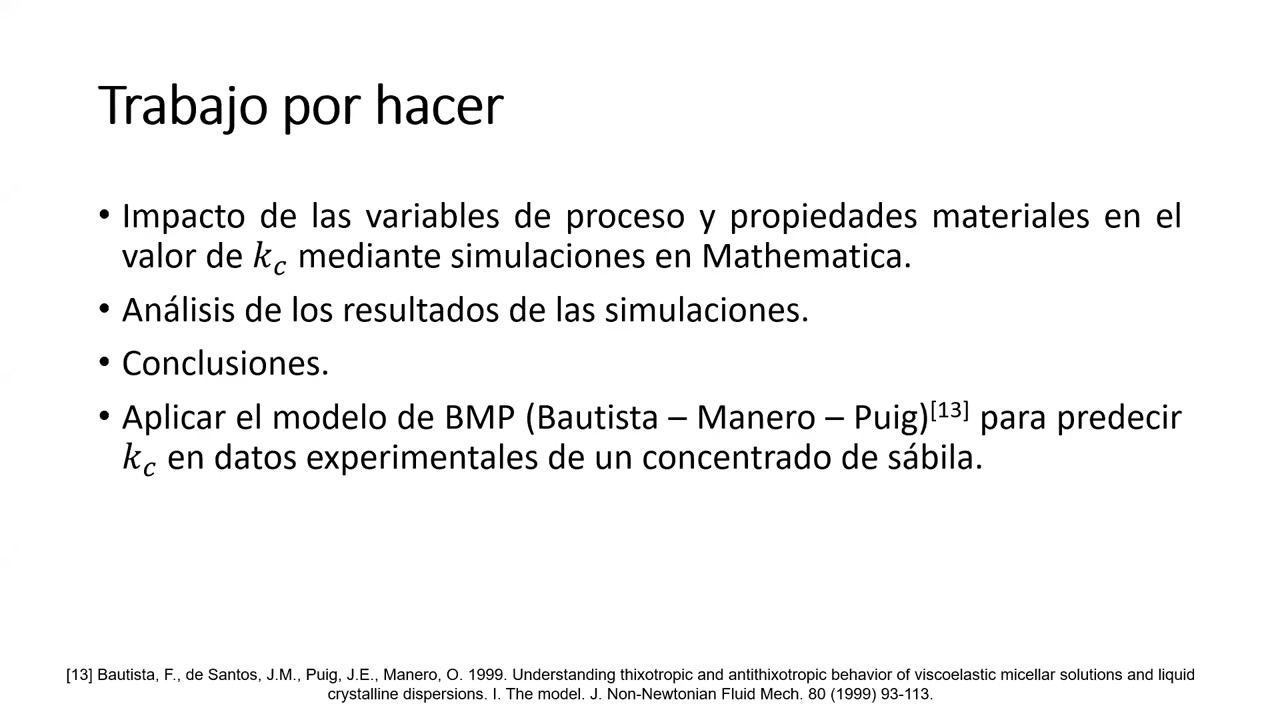 Trabajo por hacer
• Impacto de las variables de proceso y propiedades materiales en el
valor de k_c mediante simulaciones en Mathematica.
• Análisis de los resultados de las simulaciones.
• Conclusiones.
• Aplicar el modelo de BMP (Bautista – Manero – Puig)[13] para predecir
k_c en datos experimentales de un concentrado de sábila.
[13] Bautista, F., de Santos, J.M., Puig, J.E., Manero, O. 1999. Understanding thixotropic and antithixotropic behavior of viscoelastic micellar solutions and liquid
crystalline dispersions. I. The model. J. Non-Newtonian Fluid Mech. 80 (1999) 93-113.